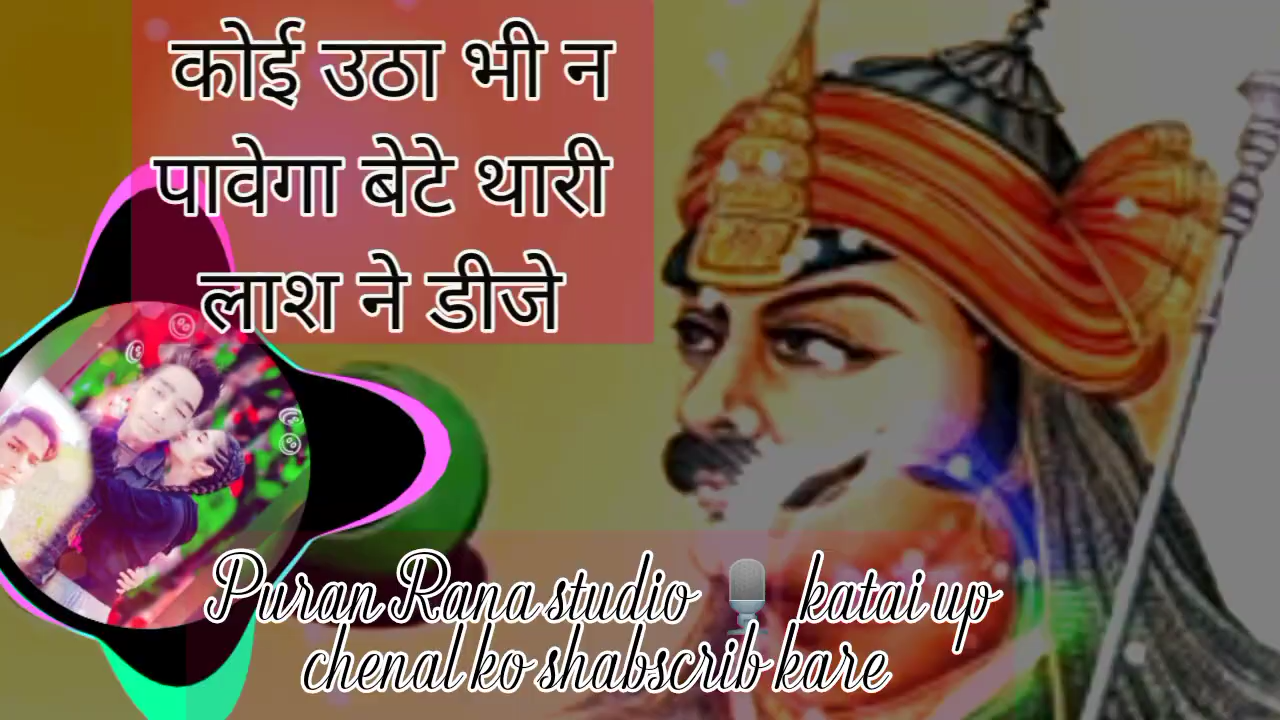 कोई उठा भी न
पावेगा बेटे थारी
लाश ने डीजे
Puran Rana studio 🎙️ katai up
chenal ko shabscrib kare